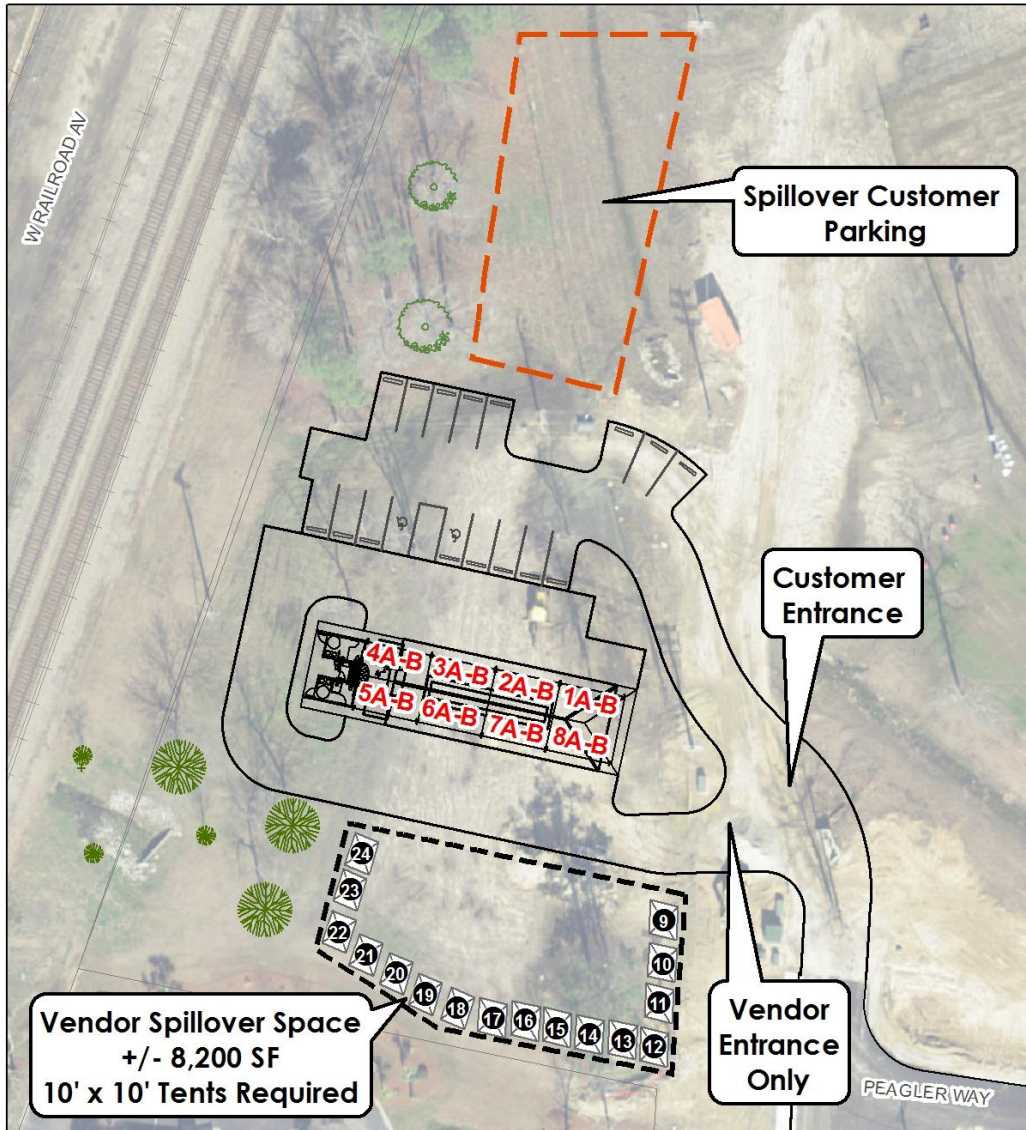 W RAILROAD AV
Spillover Customer
Parking
Customer
Entrance
4A-B
3A-B
2A-B
1A-B
5A-B
6A-B
7A-B
8A-B
24
23
22
21
20
19
18
17
16
15
14
13
12
11
10
9
Vendor Spillover Space
+/- 8,200 SF
10' x 10' Tents Required
Vendor
Entrance
Only
PEAGLER WAY